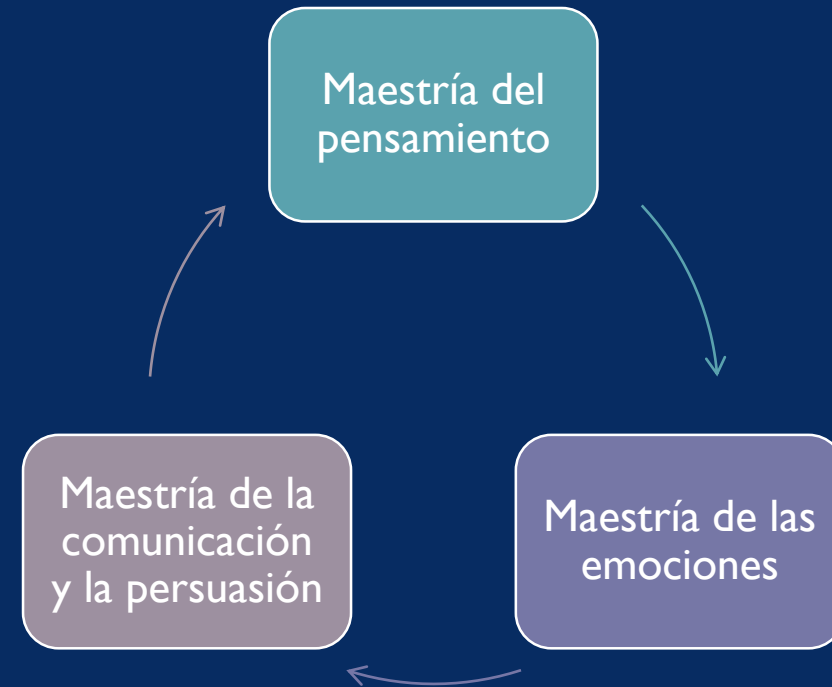 Maestría del
pensamiento
Maestría de las
emociones
Maestría de la
comunicación
y la persuasión